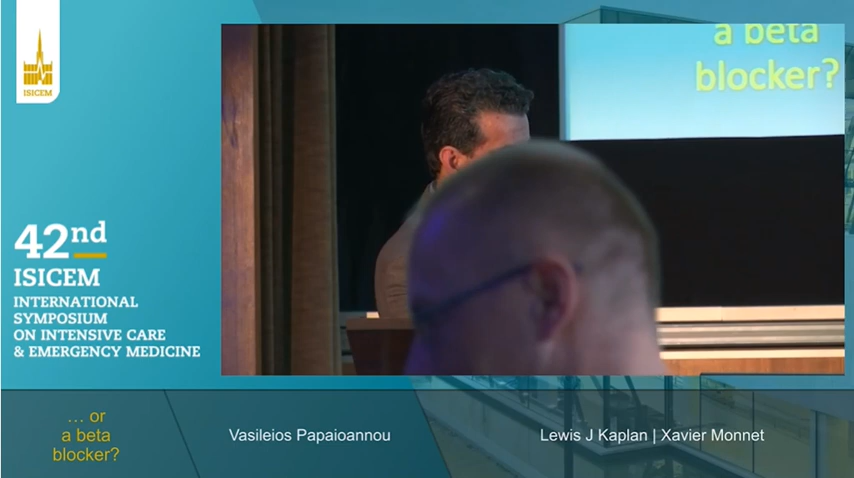 ISICEM
42nd
ISICEM
INTERNATIONAL
SYMPOSIUM
ON INTENSIVE CARE
& EMERGENCY MEDICINE
a beta
blocker?
… or
a beta
blocker?
Vasileios Papaioannou
Lewis J Kaplan | Xavier Monnet